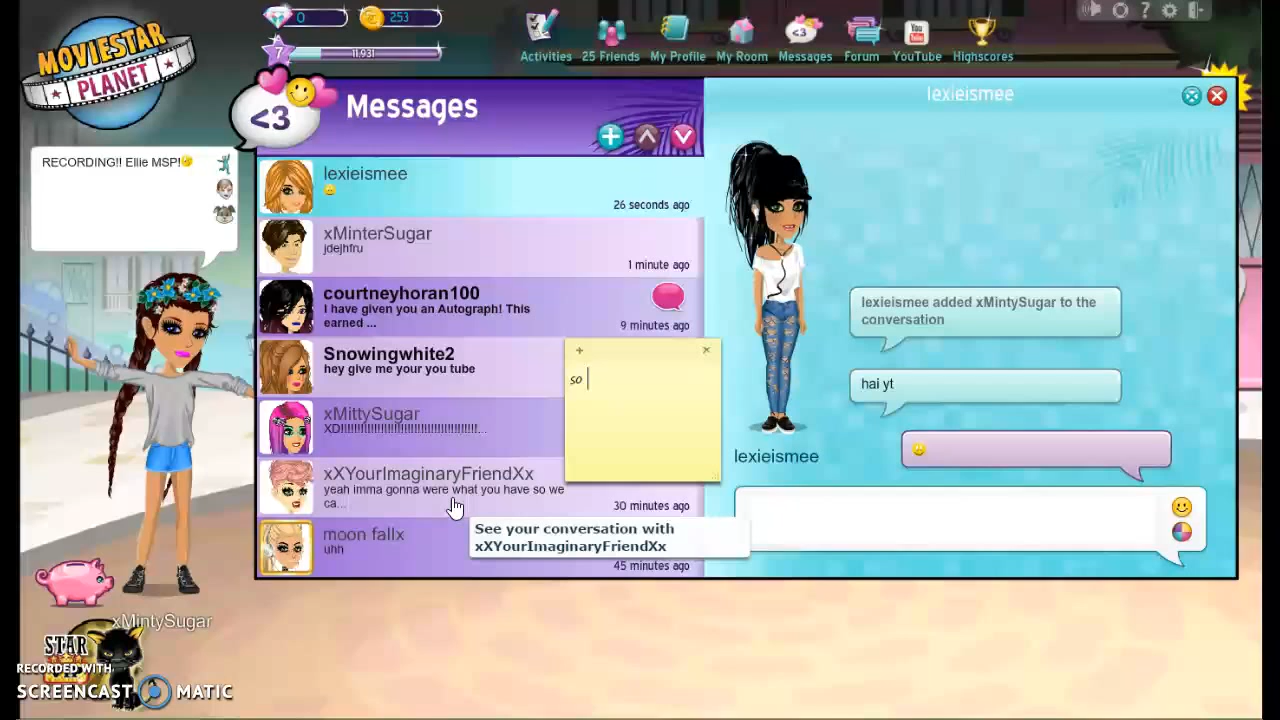 MOVIESTAR
PLANET
0
253
7
11.931
Activities
25 Friends
My Profile
My Room
<3
Messages
Forum
You
Tube
YouTube
Highscores
RECORDING!! Ellie MSP!
<3
Messages
lexieismee
26 seconds ago
xMinterSugar
jdejhfru
1 minute ago
courtneyhoran100
I have given you an Autograph! This
earned ...
9 minutes ago
Snowingwhite2
hey give me your you tube
xMittySugar
xXYourImaginaryFriendXx
yeah imma gonna were what you have so we
ca...
30 minutes ago
moon fallx
uhh
45 minutes ago
+
×
so
See your conversation with
xXYourImaginaryFriendXx
lexieismee
lexieismee added xMintySugar to the
conversation
hai yt
lexieismee
xMintySugar
STAR
RECORDED WITH
SCREENCAST MATIC